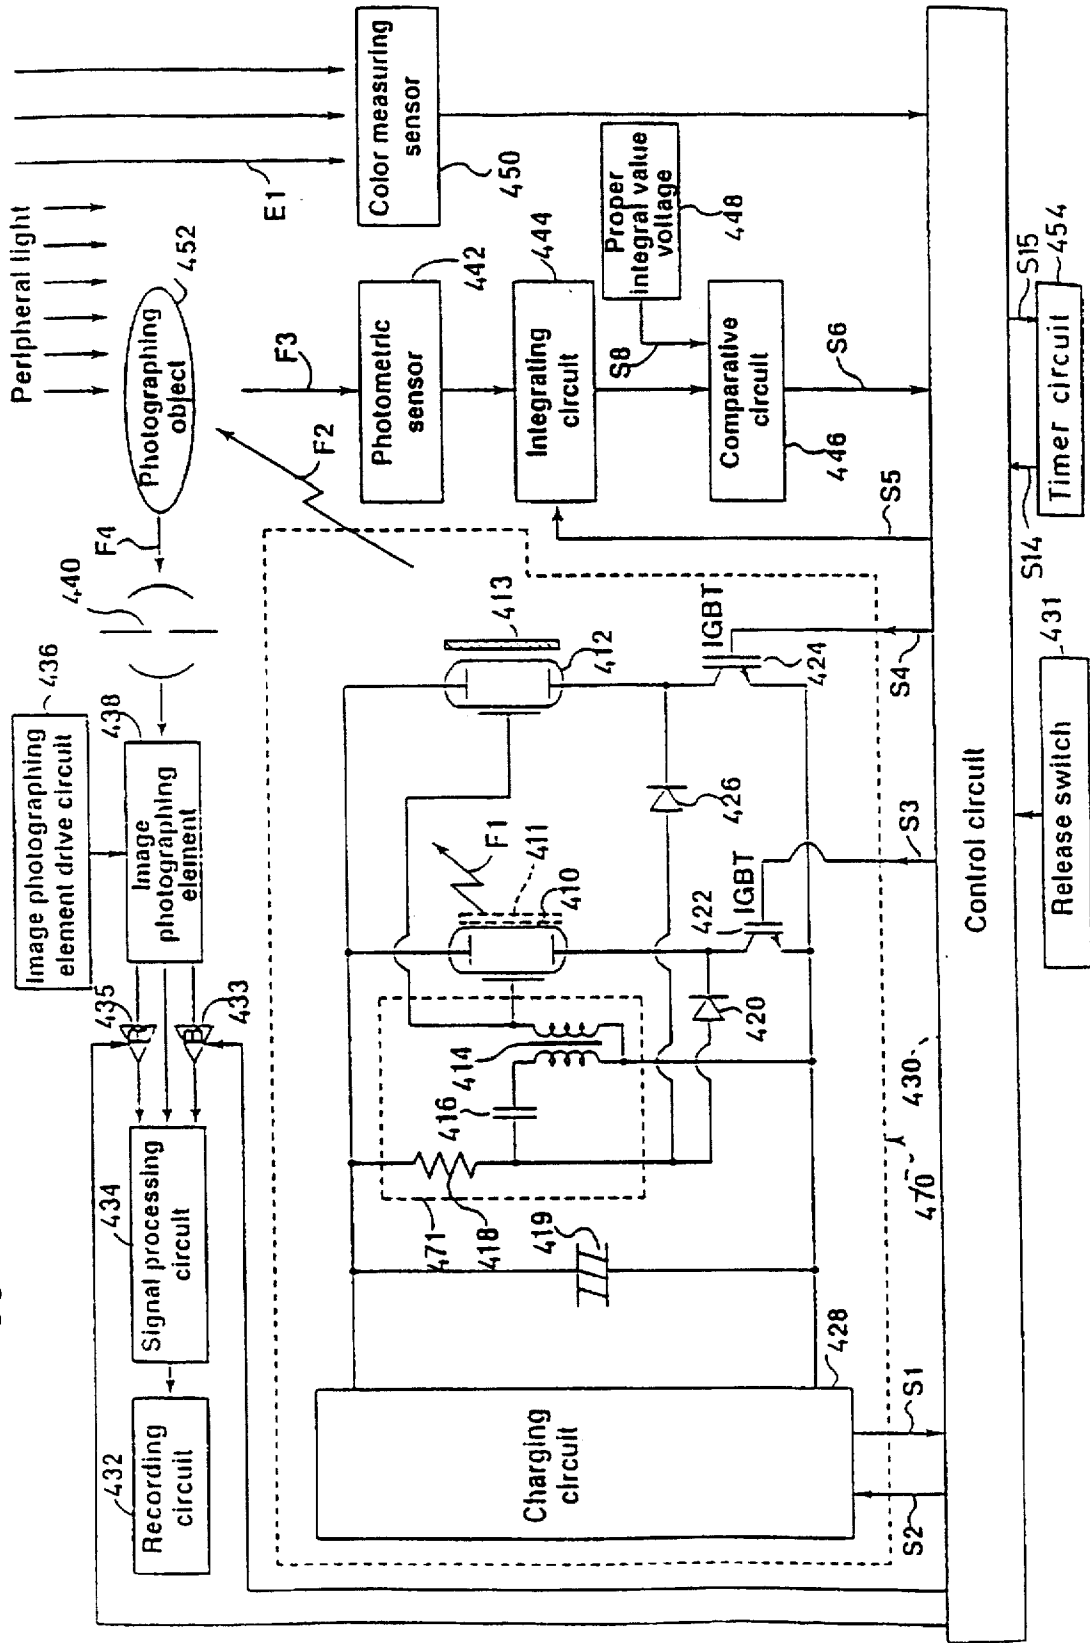 Peripheral light
E1
Color measuring
sensor
450
Photographing
object
452
F4
440
F3
F2
Photometric
sensor
442
Integrating
circuit
444
Proper
integral value
voltage
448
S8
Comparative
circuit
446
S6
S5
Image photographing
element drive circuit
436
Image
photographing
element
438
435
433
Signal processing
circuit
434
Recording
circuit
432
413
412
F1
411
410
414
416
418
471
419
420
426
422
IGBT
IGBT
424
Charging
circuit
428
S1
S2
S3
S4
470
430
Control circuit
Release switch
431
S14
S15
Timer circuit
454